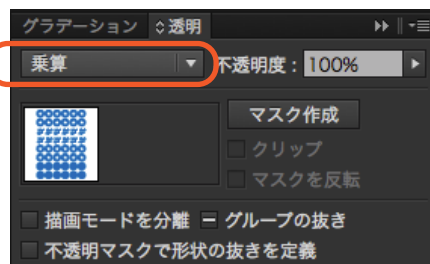 グラデーション 透明
乗算 不透明度 : 100%
マスク作成
クリップ
マスクを反転
描画モードを分離 グループの抜き
不透明マスクで形状の抜きを定義